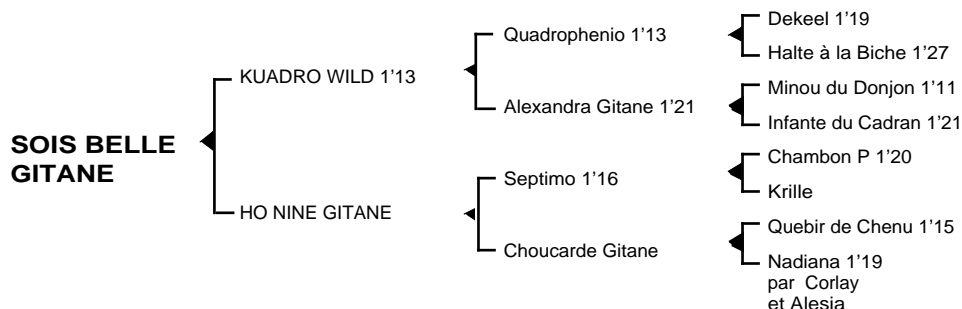 SOIS BELLE
GITANE
KUADRO WILD 1’13
HO NINE GITANE
Quadrophenio 1’13
Alexandra Gitane 1’21
Septimo 1’16
Choucarde Gitane
Dekeel 1’19
Halte à la Biche 1’27
Minou du Donjon 1’11
Infante du Cadran 1’21
Chambon P 1’20
Krille
Quebir de Chenu 1’15
Nadiana 1’19
par Corlay
et Alesia